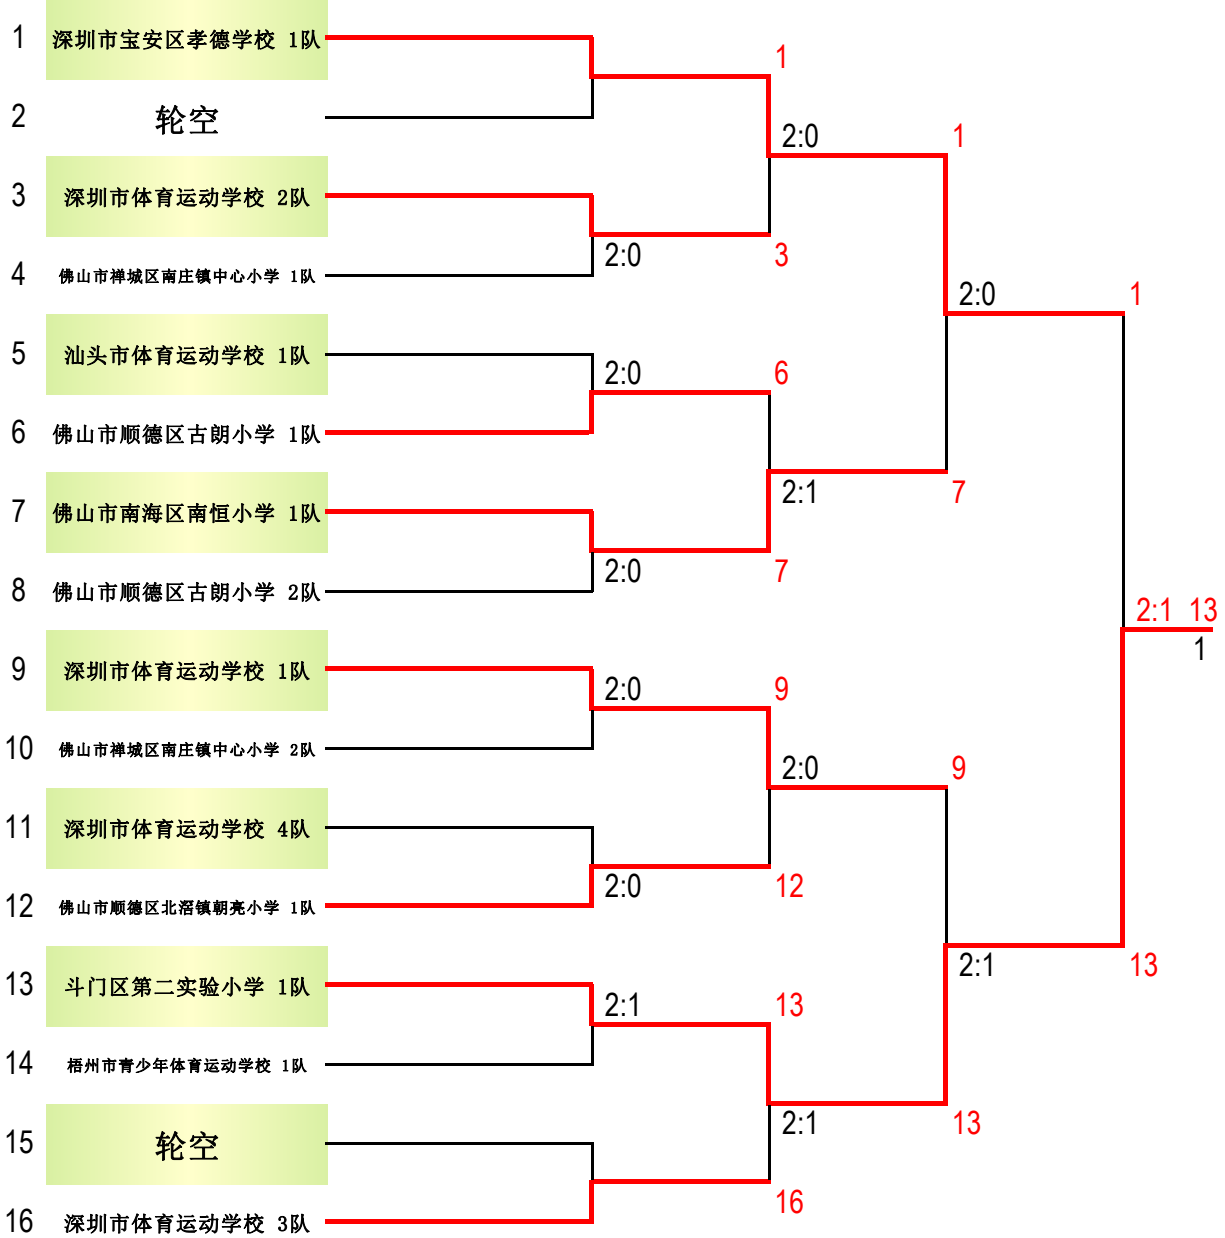 1 深圳市宝安区孝德学校 1队
1
2 轮空
2:0 1
3 深圳市体育运动学校 2队
2:0 3
4 佛山市禅城区南庄镇中心小学 1队
2:0 1
5 汕头市体育运动学校 1队
2:0 6
6 佛山市顺德区古朗小学 1队
2:1 7
7 佛山市南海区南恒小学 1队
2:0 7
8 佛山市顺德区古朗小学 2队
2:1 13
1
9 深圳市体育运动学校 1队
2:0 9
10 佛山市禅城区南庄镇中心小学 2队
2:0 9
11 深圳市体育运动学校 4队
2:0 12
12 佛山市顺德区北滘镇朝亮小学 1队
2:1 13
13 斗门区第二实验小学 1队
2:1 13
14 梧州市青少年体育运动学校 1队
2:1 13
15 轮空
16
16 深圳市体育运动学校 3队